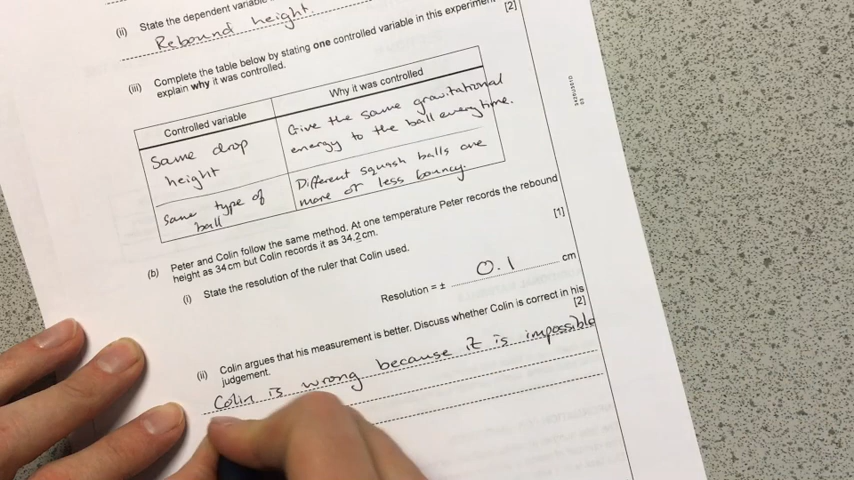 (ii) State the dependent variable
[2]
Rebound height
(iii) Complete the table below by stating one controlled variable in this experiment
explain why it was controlled.
Controlled variable
Why it was controlled
Same drop
height
Give the same gravitational
energy to the ball everytime.
Same type of
ball
Different squash balls are
more or less bouncy.
(b) Peter and Colin follow the same method. At one temperature Peter records the rebound
height as 34cm but Colin records it as 34.2cm.
[1]
(i) State the resolution of the ruler that Colin used.
Resolution = ± 0.1 cm
(ii) Colin argues that his measurement is better. Discuss whether Colin is correct in his
judgement.
[2]
Colin is wrong because it is impossible